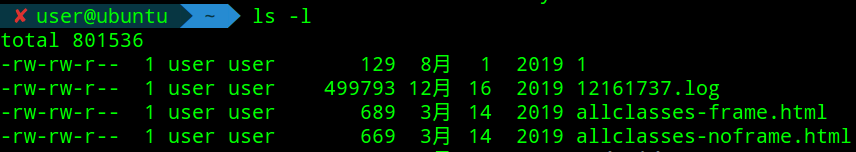 ✘ user@ubuntu ~ ls -l
total 801536
-rw-rw-r-- 1 user user 129 8月 1 2019 1
-rw-rw-r-- 1 user user 499793 12月 16 2019 12161737.log
-rw-rw-r-- 1 user user 689 3月 14 2019 allclasses-frame.html
-rw-rw-r-- 1 user user 669 3月 14 2019 allclasses-noframe.html